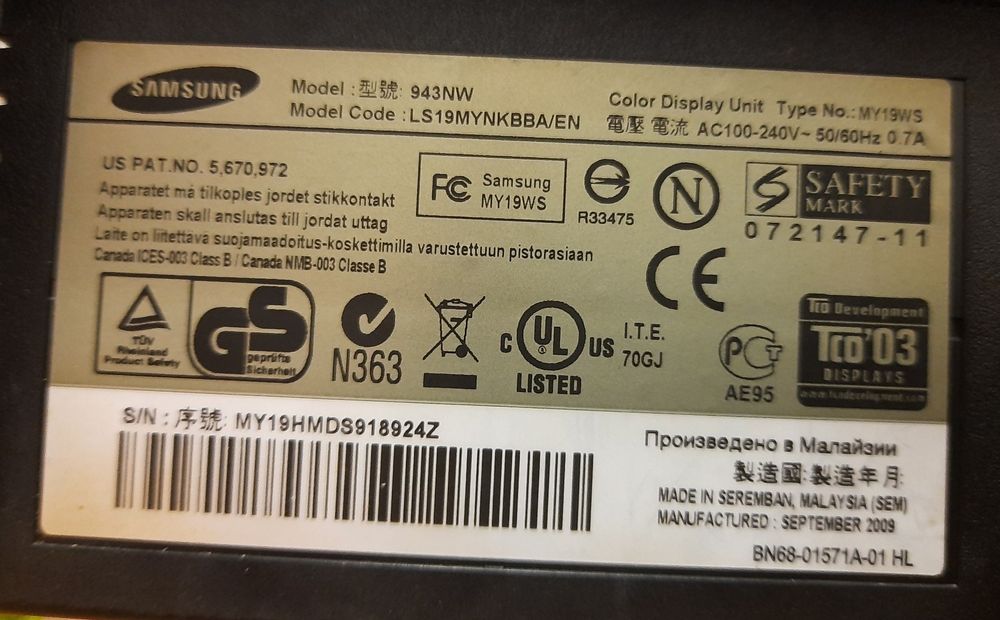 SAMSUNG
Model : 型號: 943NW
Model Code : LS19MYNKBBA/EN
Color Display Unit Type No.: MY19WS
電壓 電流 AC100-240V~ 50/60Hz 0.7A
US PAT.NO. 5,670,972
Apparatet må tilkoples jordet stikkontakt
Apparaten skall anslutas till jordat uttag
Laite on liitettävä suojamaadoitus-koskettimilla varustettuun pistorasiaan
Canada ICES-003 Class B / Canada NMB-003 Classe B
FC Samsung
MY19WS
R33475
N
S SAFETY
MARK
072147-11
CE
TÜV
Rheinland
Product Safety
GS
geprüfte
Sicherheit
N363
C UL US
LISTED
I.T.E.
70GJ
PCT
AE95
TCO Development
TCO'03
DISPLAYS
www.tcodevelopment.com
S/N : 序號: MY19HMDS918924Z
Произведено в Малайзии
製造國:製造年月:
MADE IN SEREMBAN, MALAYSIA (SEM)
MANUFACTURED : SEPTEMBER 2009
BN68-01571A-01 HL